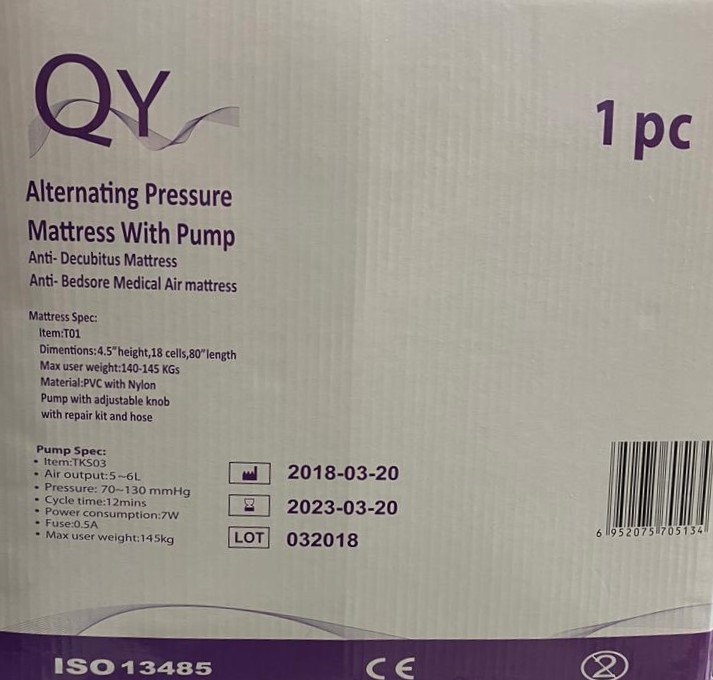 QY
1 pc
Alternating Pressure
Mattress With Pump
Anti- Decubitus Mattress
Anti- Bedsore Medical Air mattress
Mattress Spec:
Item:T01
Dimentions:4.5"height,18 cells,80"length
Max user weight:140-145 KGs
Material:PVC with Nylon
Pump with adjustable knob
with repair kit and hose
Pump Spec:
• Item:TKS03
• Air output:5~6L
• Pressure: 70~130 mmHg
• Cycle time:12mins
• Power consumption:7W
• Fuse:0.5A
• Max user weight:145kg
2018-03-20
2023-03-20
LOT 032018
6 952075 705134
ISO 13485
CE
2